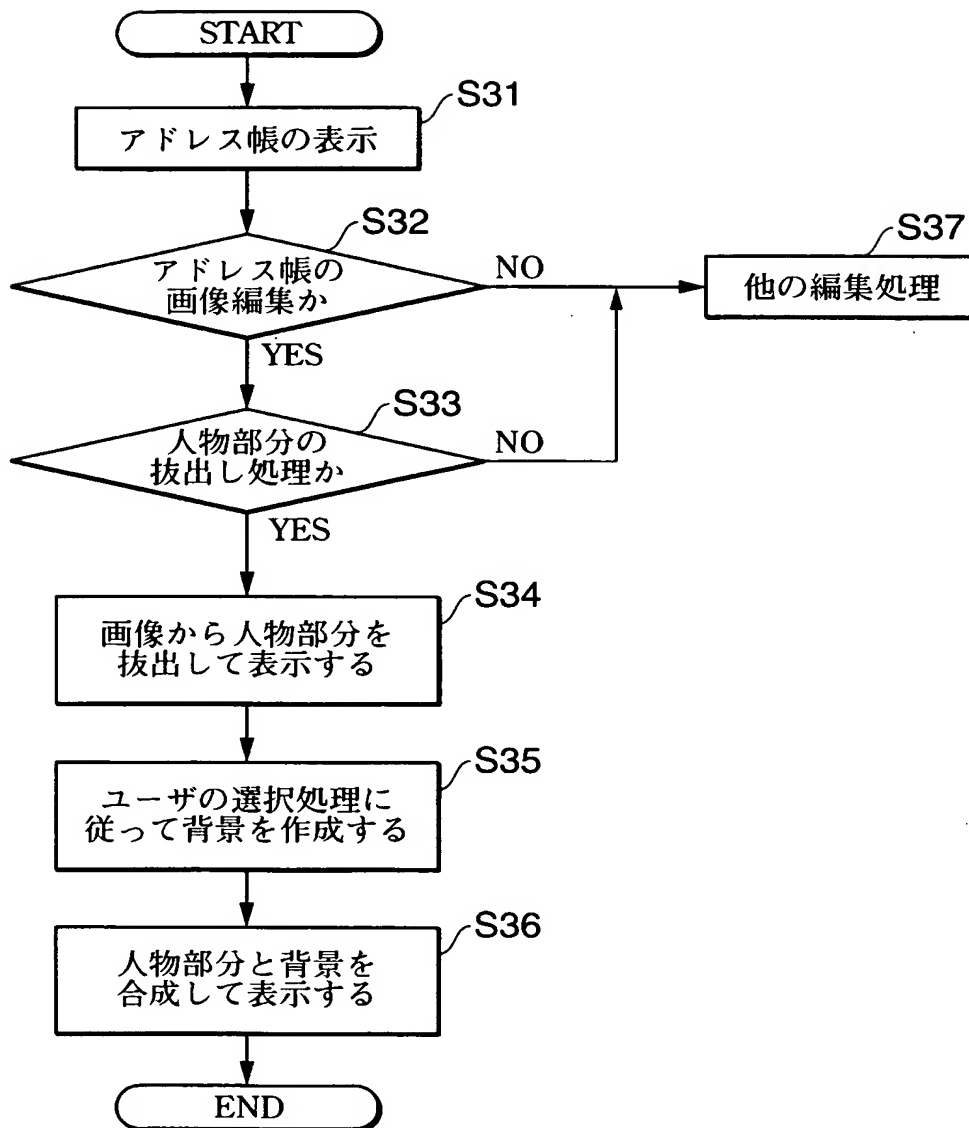 START
S31
アドレス帳の表示
S32
アドレス帳の
画像編集か
NO
YES
S37
他の編集処理
S33
人物部分の
抜出し処理か
NO
YES
S34
画像から人物部分を
抜出して表示する
S35
ユーザの選択処理に
従って背景を作成する
S36
人物部分と背景を
合成して表示する
END